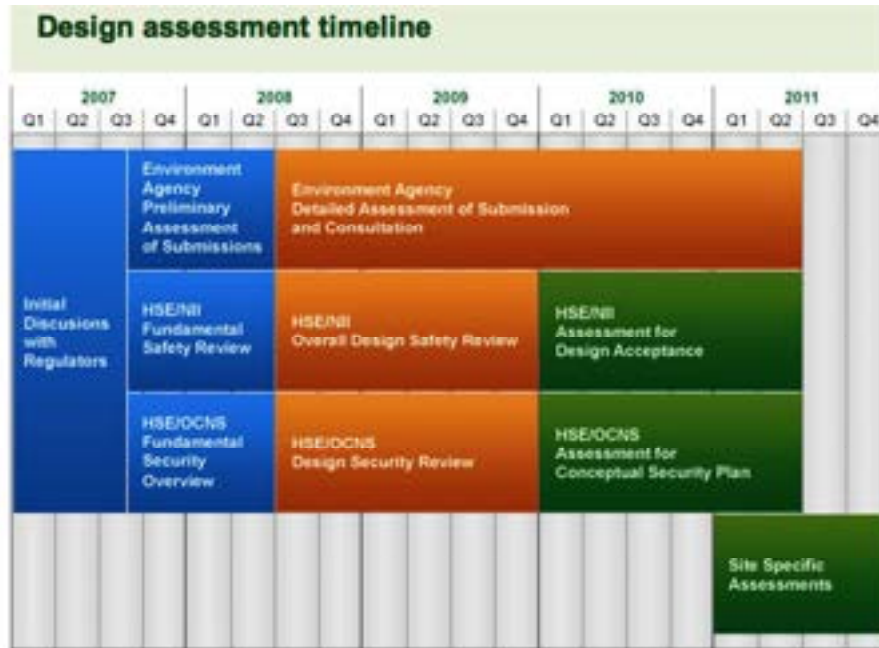 Design assessment timeline
2007 2008 2009 2010 2011
Q1 Q2 Q3 Q4 Q1 Q2 Q3 Q4 Q1 Q2 Q3 Q4 Q1 Q2 Q3 Q4 Q1 Q2 Q3 Q4
Initial
Discusions
with
Regulators
Environment
Agency
Preliminary
Assessment
of Submissions
Environment Agency
Detailed Assessment of Submission
and Consultation
HSE/NII
Fundamental
Safety Review
HSE/NII
Overall Design Safety Review
HSE/NII
Assessment for
Design Acceptance
HSE/OCNS
Fundamental
Security
Overview
HSE/OCNS
Design Security Review
HSE/OCNS
Assessment for
Conceptual Security Plan
Site Specific
Assessments